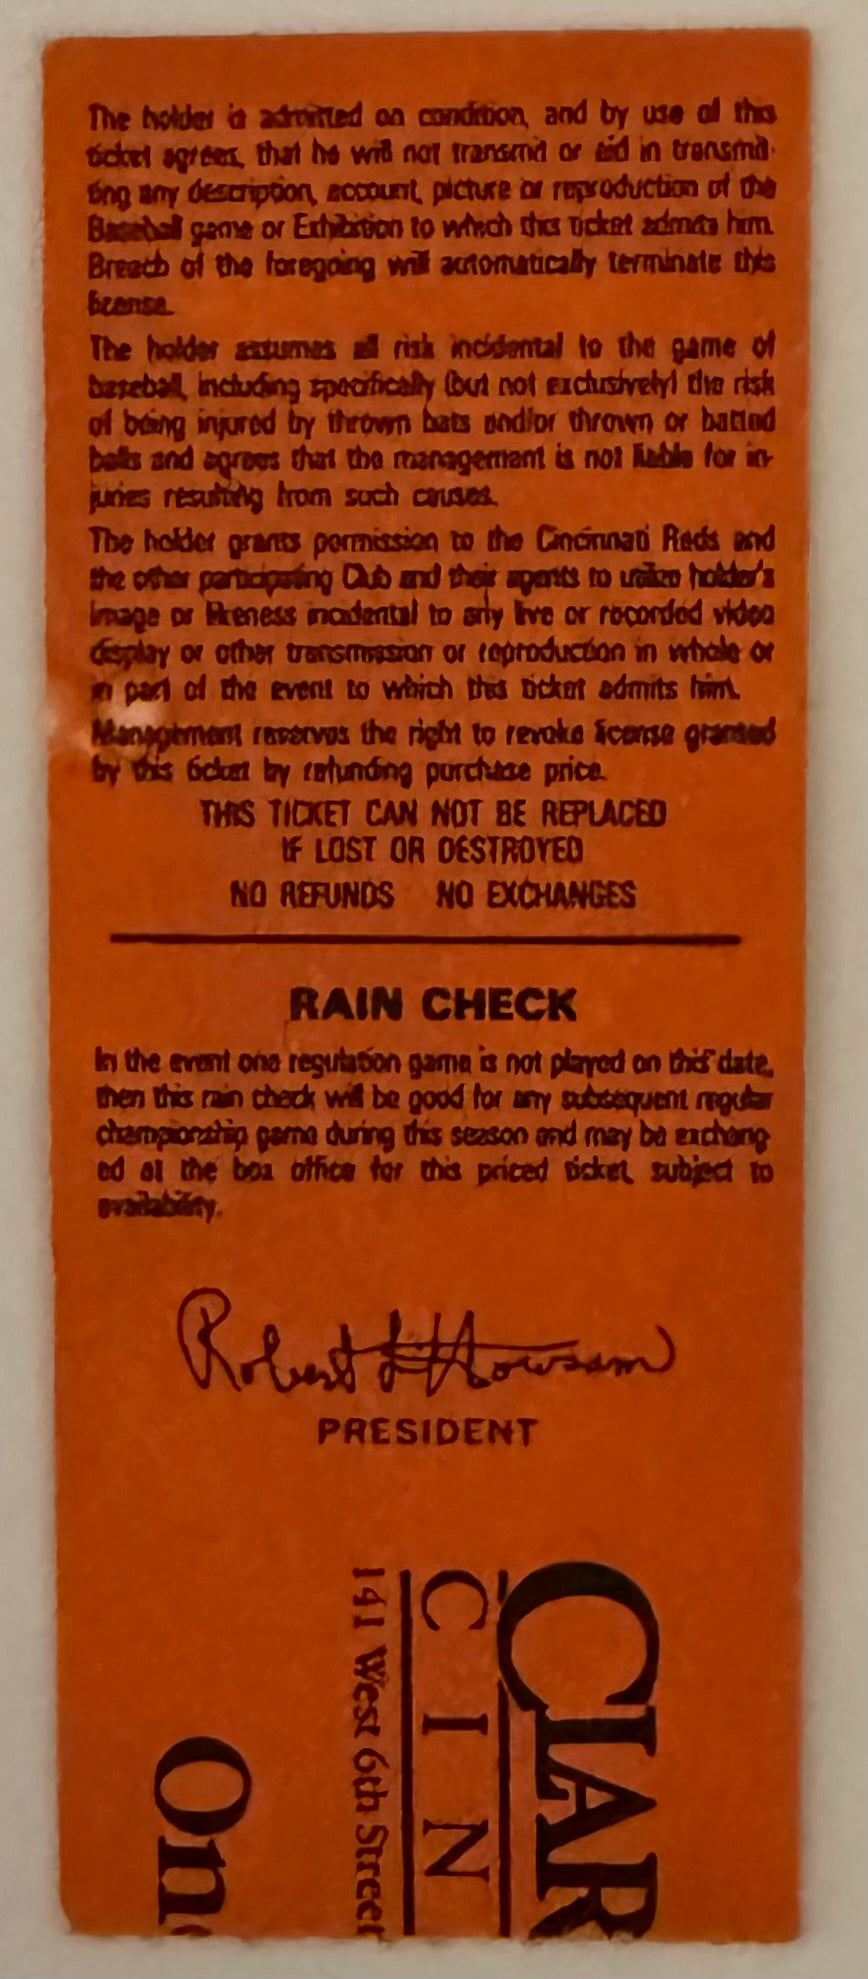 The holder is admitted on condition, and by use of this
ticket agrees, that he will not transmit or aid in transmit-
ting any description, account, picture or reproduction of the
Baseball game or Exhibition to which this ticket admits him.
Breach of the foregoing will automatically terminate this
license.
The holder assumes all risk incidental to the game of
baseball, including specifically (but not exclusively) the risk
of being injured by thrown bats and/or thrown or batted
balls and agrees that the management is not liable for in-
juries resulting from such causes.
The holder grants permission to the Cincinnati Reds and
the other participating Club and their agents to utilize holder's
image or likeness incidental to any live or recorded video
display or other transmission or reproduction in whole or
in part of the event to which this ticket admits him.
Management reserves the right to revoke license granted
by this ticket by refunding purchase price.
THIS TICKET CAN NOT BE REPLACED
IF LOST OR DESTROYED
NO REFUNDS NO EXCHANGES
RAIN CHECK
In the event one regulation game is not played on this date,
then this rain check will be good for any subsequent regular
championship game during this season and may be exchang-
ed at the box office for this priced ticket, subject to
availability.
Robert L Howsam
PRESIDENT
CIAR
CIN
141 West 6th Street
On